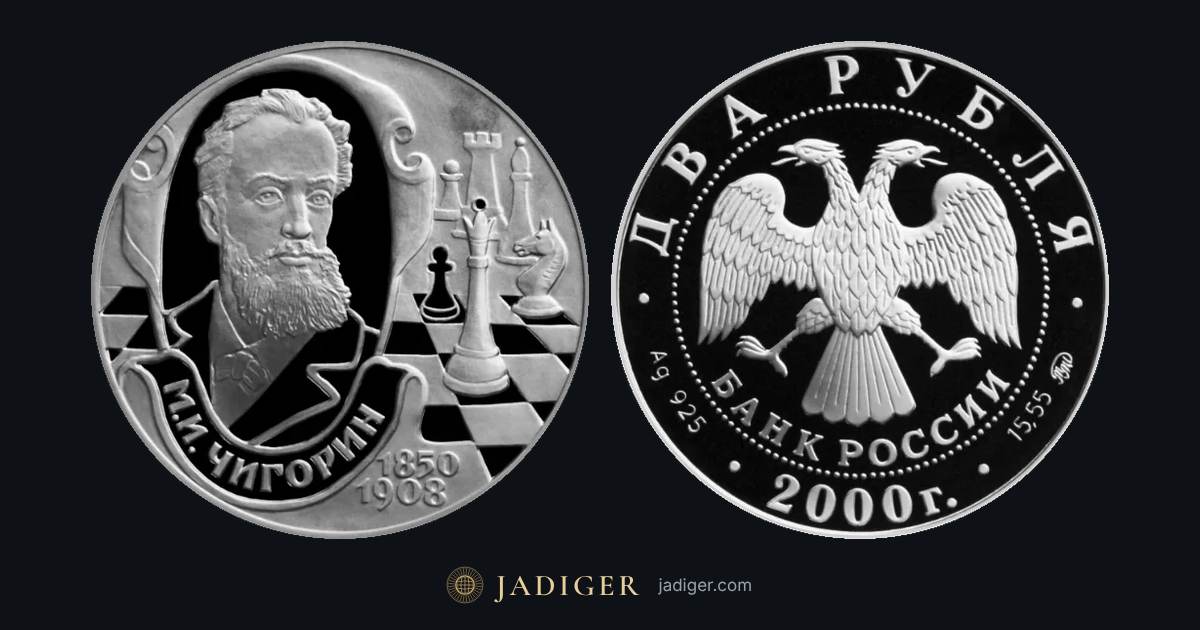 М.И. ЧИГОРИН
1850
1908
ДВА РУБЛЯ
Ag 925
БАНК РОССИИ
15,55
2000г.
JADIGER jadiger.com